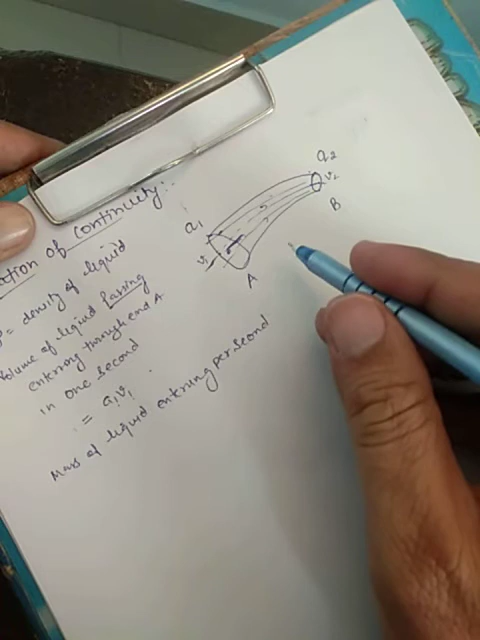 ation of continuity :-
ρ = density of liquid
Volume of liquid passing
entering through end A
in one second
= a₁v₁
Mass of liquid entering per second
a₂
v₂
B
a₁
v₁
A